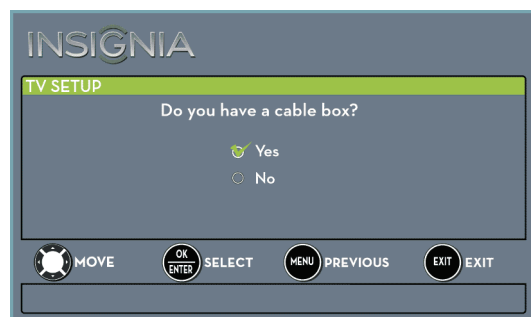 INSIGNIA
TV SETUP
Do you have a cable box?
Yes
No
MOVE OK ENTER SELECT MENU PREVIOUS EXIT EXIT